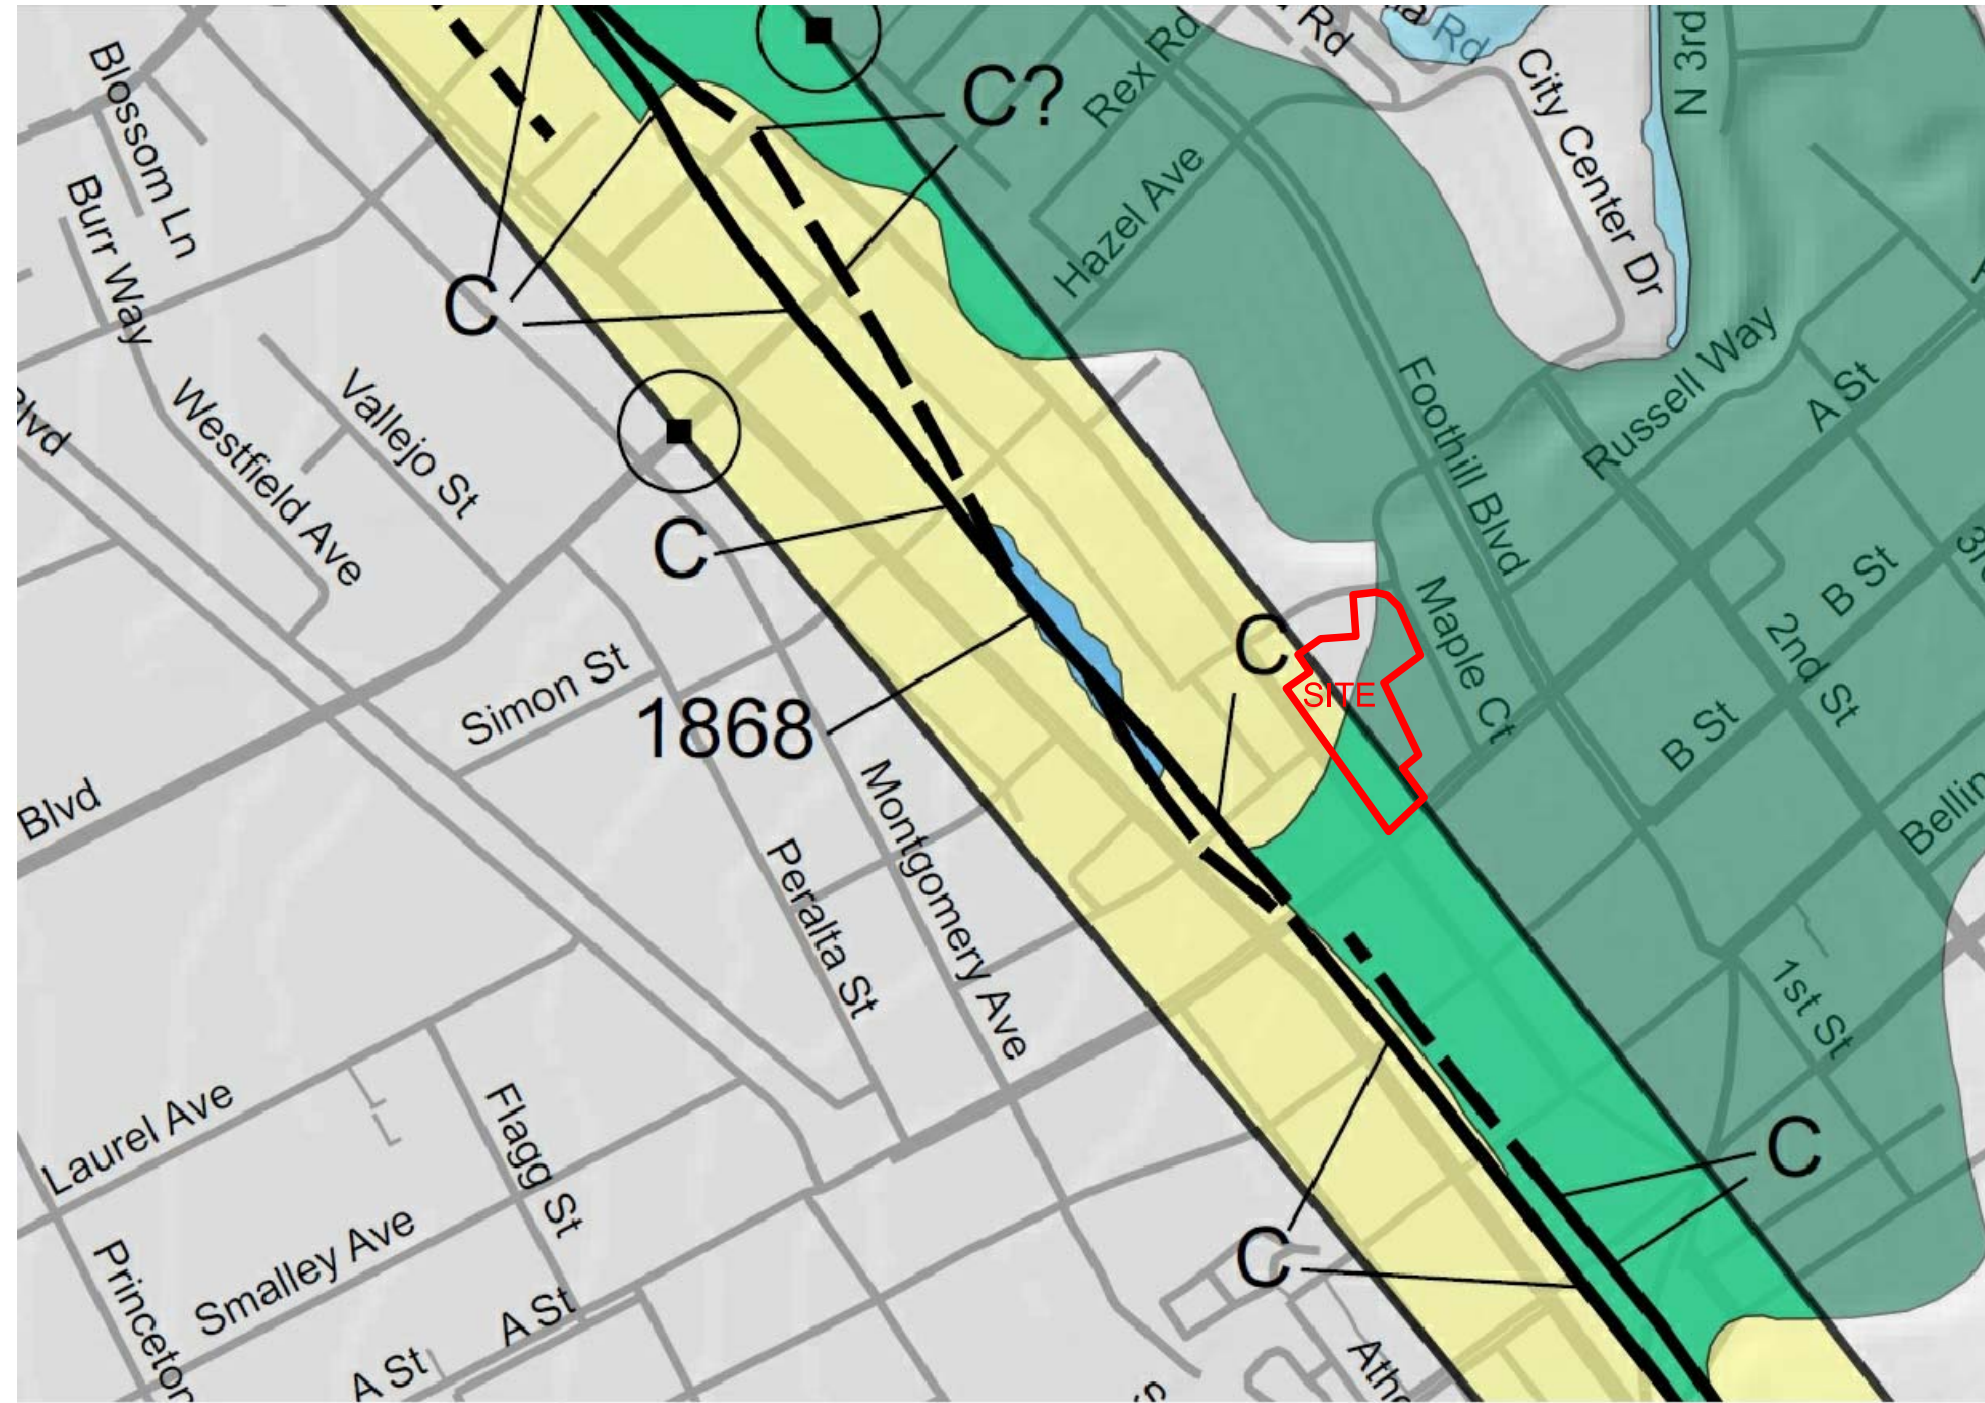 Rd
Rd
N 3rd
City Center Dr
Rex Rd
C?
Blossom Ln
Hazel Ave
Burr Way
C
Russell Way
Foothill Blvd
A St
Vallejo St
Westfield Ave
C
B St
2nd St
Maple Ct
C
SITE
Simon St
1868
B St
Blvd
Montgomery Ave
Peralta St
1st St
Laurel Ave
Flagg St
C
C
Smalley Ave
Princeton
A St
A St